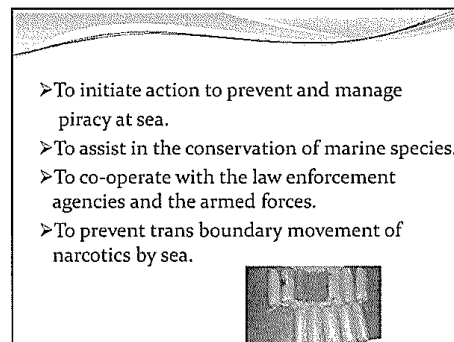 ➢To initiate action to prevent and manage
piracy at sea.
➢To assist in the conservation of marine species.
➢To co-operate with the law enforcement
agencies and the armed forces.
➢To prevent trans boundary movement of
narcotics by sea.